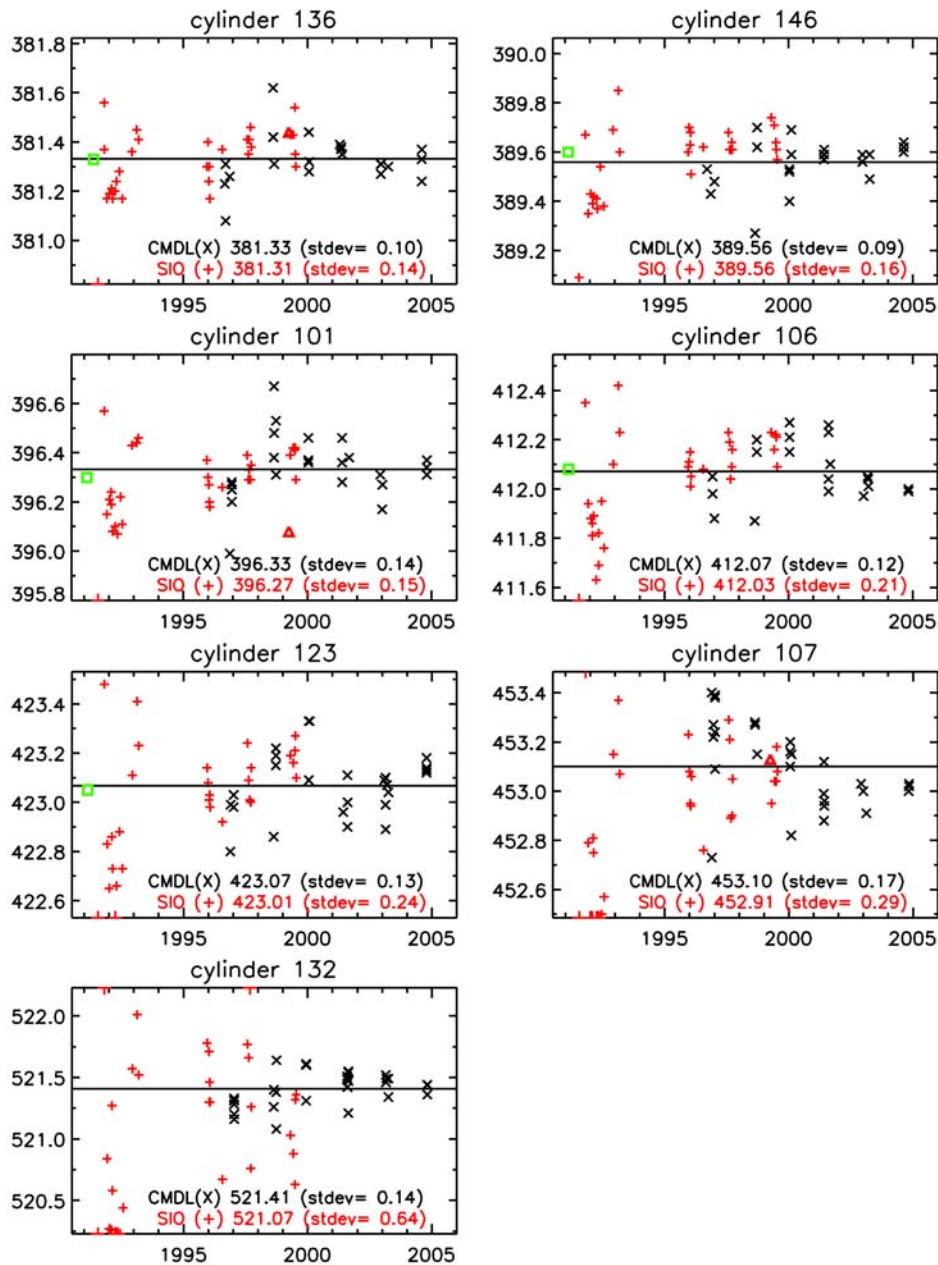 cylinder 136
381.8
381.6
381.4
381.2
381.0
CMDL(X) 381.33 (stdev= 0.10)
SIO (+) 381.31 (stdev= 0.14)
1995 2000 2005
cylinder 146
390.0
389.8
389.6
389.4
389.2
CMDL(X) 389.56 (stdev= 0.09)
SIO (+) 389.56 (stdev= 0.16)
1995 2000 2005
cylinder 101
396.6
396.4
396.2
396.0
395.8
CMDL(X) 396.33 (stdev= 0.14)
SIO (+) 396.27 (stdev= 0.15)
1995 2000 2005
cylinder 106
412.4
412.2
412.0
411.8
411.6
CMDL(X) 412.07 (stdev= 0.12)
SIO (+) 412.03 (stdev= 0.21)
1995 2000 2005
cylinder 123
423.4
423.2
423.0
422.8
422.6
CMDL(X) 423.07 (stdev= 0.13)
SIO (+) 423.01 (stdev= 0.24)
1995 2000 2005
cylinder 107
453.4
453.2
453.0
452.8
452.6
CMDL(X) 453.10 (stdev= 0.17)
SIO (+) 452.91 (stdev= 0.29)
1995 2000 2005
cylinder 132
522.0
521.5
521.0
520.5
CMDL(X) 521.41 (stdev= 0.14)
SIO (+) 521.07 (stdev= 0.64)
1995 2000 2005